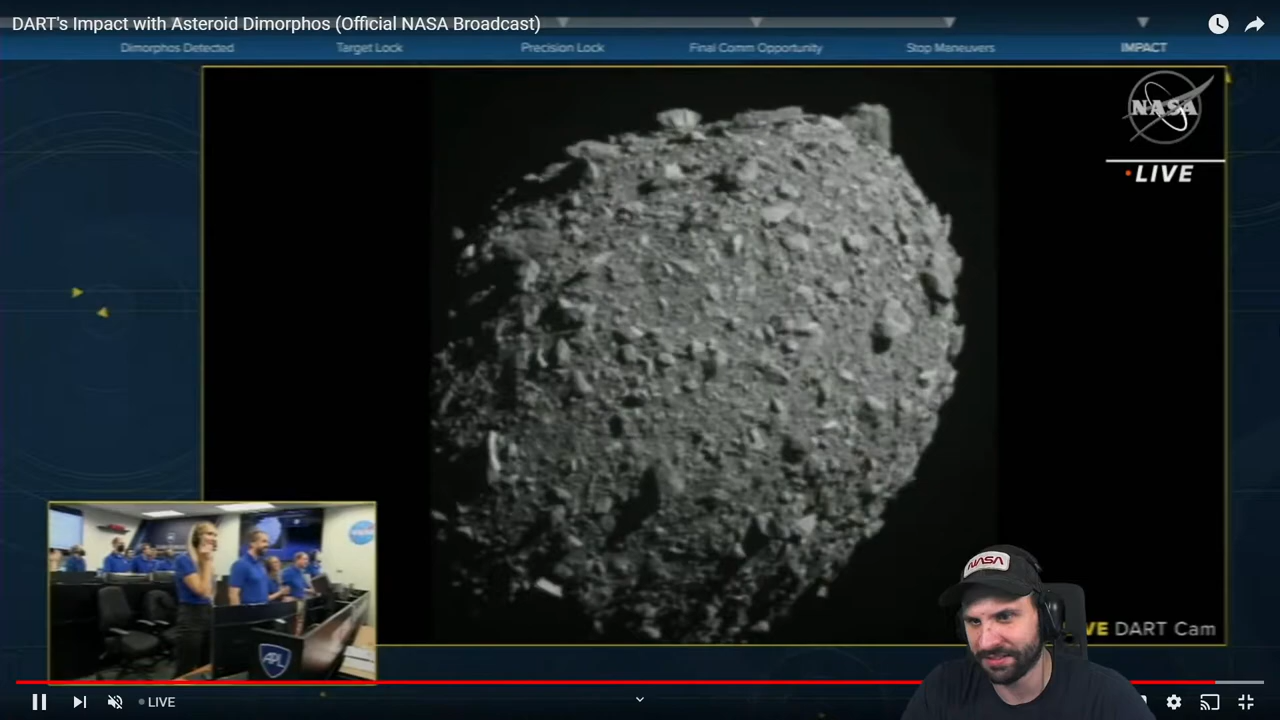 DART's Impact with Asteroid Dimorphos (Official NASA Broadcast)
Dimorphos Detected
Target Lock
Precision Lock
Final Comm Opportunity
Stop Maneuvers
IMPACT
NASA
LIVE
APL
NASA
VE DART Cam
LIVE